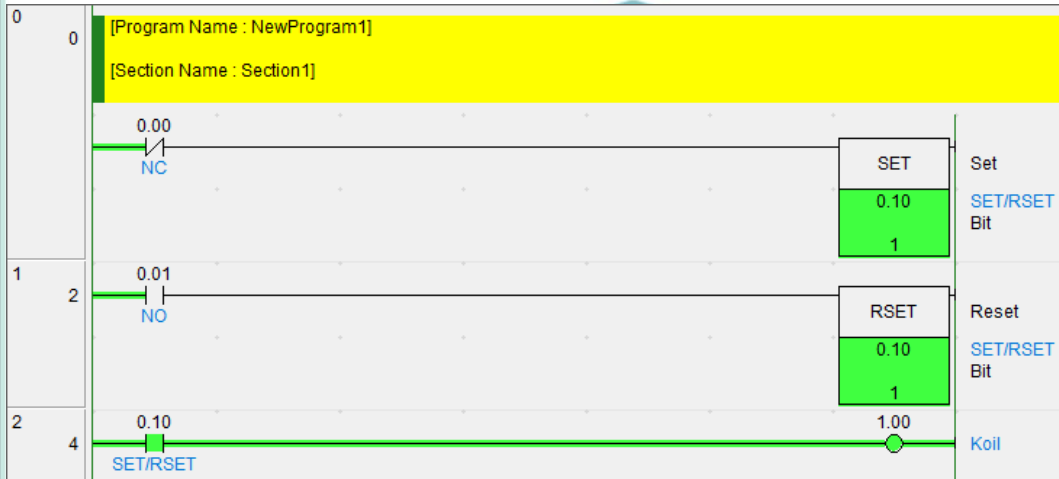 0
0
[Program Name : NewProgram1]
[Section Name : Section1]
0.00
NC
SET
Set
0.10
SET/RSET
Bit
1
1
2
0.01
NO
RSET
Reset
0.10
SET/RSET
Bit
1
2
4
0.10
SET/RSET
1.00
Koil